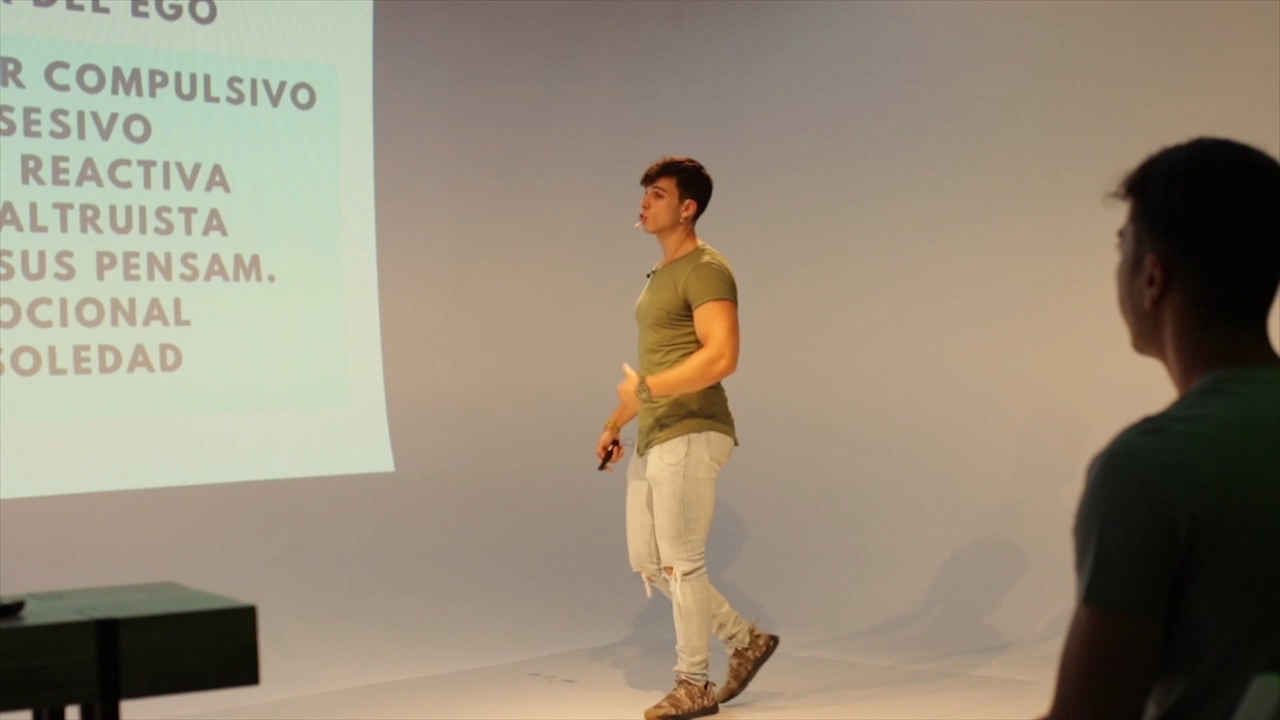 DEL EGO
R COMPULSIVO
SESIVO
REACTIVA
ALTRUISTA
SUS PENSAM.
OCIONAL
SOLEDAD